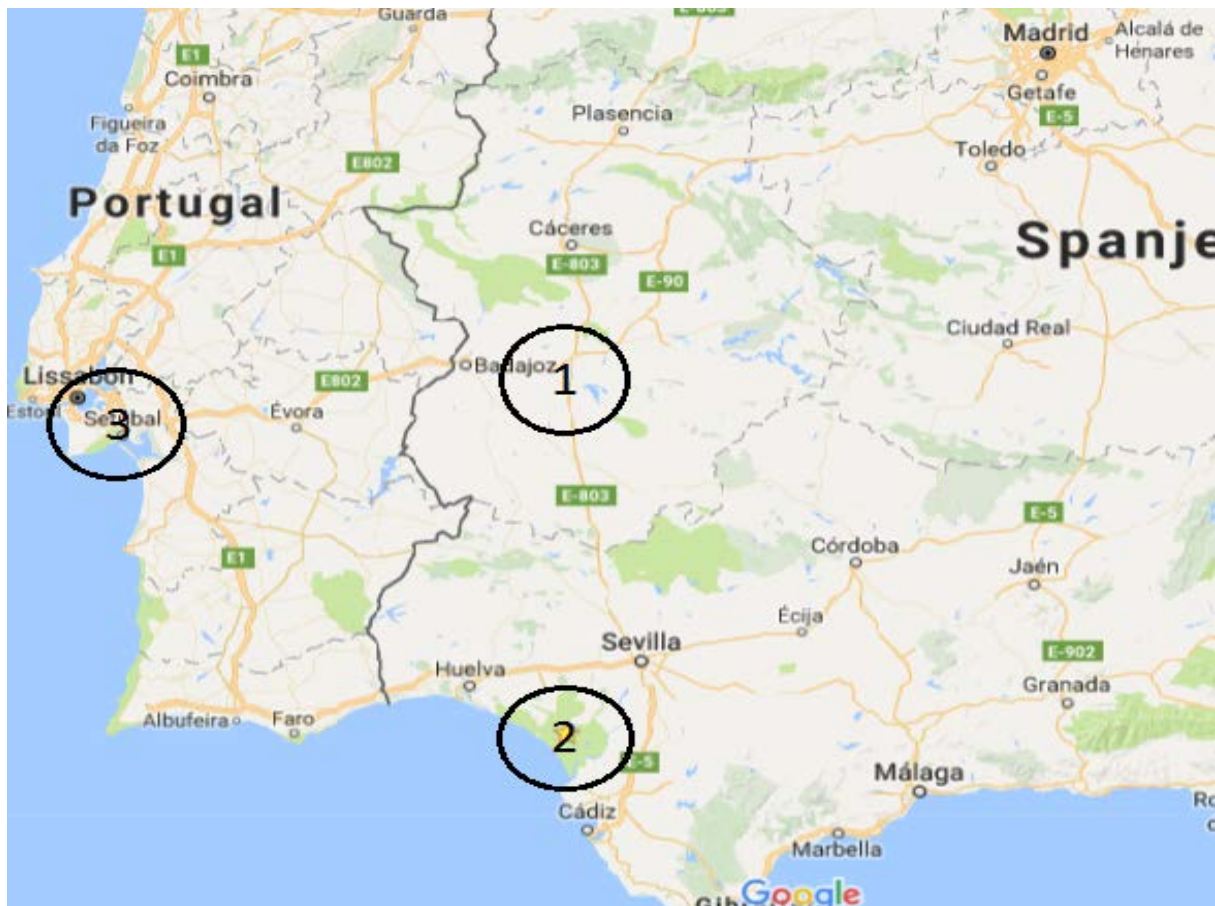 Guarda
E-803
Madrid
Alcalá de
Henares
E1
Coimbra
Getafe
Plasencia
E-5
Figueira
da Foz
Toledo
E802
Portugal
Cáceres
Spanje
E1
E-803
E-90
Ciudad Real
Badajoz
1
Lissabon
E802
Estoril
Évora
Setúbal
3
E-803
E-5
Córdoba
E1
Jaén
Écija
Sevilla
E-902
Huelva
Granada
Albufeira
Faro
2
E-5
Málaga
Cádiz
Marbella
Google